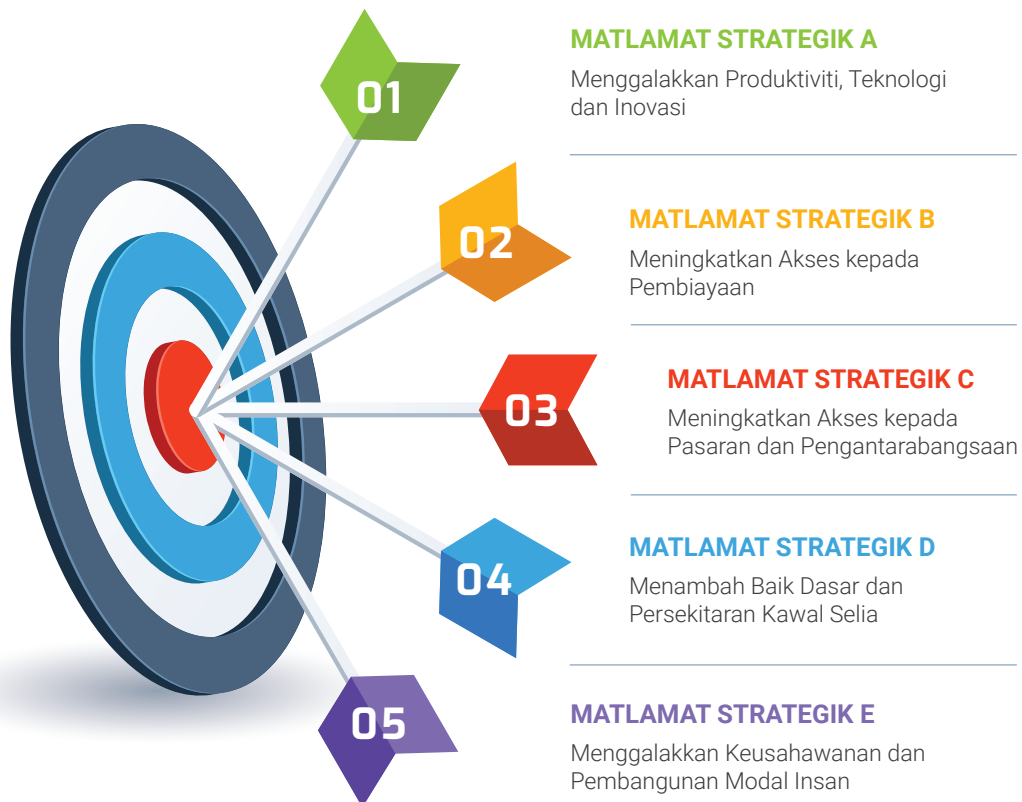 01
MATLAMAT STRATEGIK A
Menggalakkan Produktiviti, Teknologi
dan Inovasi
02
MATLAMAT STRATEGIK B
Meningkatkan Akses kepada
Pembiayaan
03
MATLAMAT STRATEGIK C
Meningkatkan Akses kepada
Pasaran dan Pengantarabangsaan
04
MATLAMAT STRATEGIK D
Menambah Baik Dasar dan
Persekitaran Kawal Selia
05
MATLAMAT STRATEGIK E
Menggalakkan Keusahawanan dan
Pembangunan Modal Insan